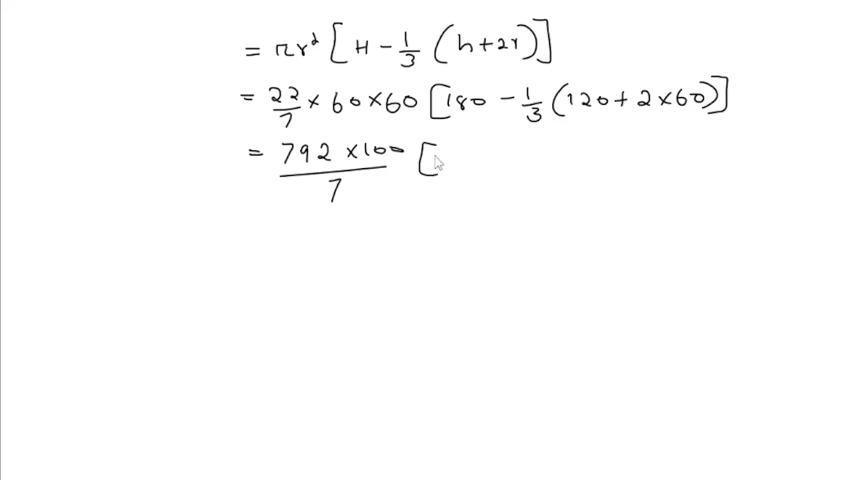 = πr² [H - 1/3 (h+2r)]
= 22/7 × 60 × 60 [180 - 1/3 (120 + 2×60)]
= 792 ×100/7 [